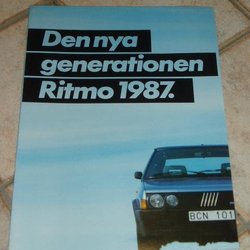 Den nya
generationen
Ritmo 1987.
BCN 101